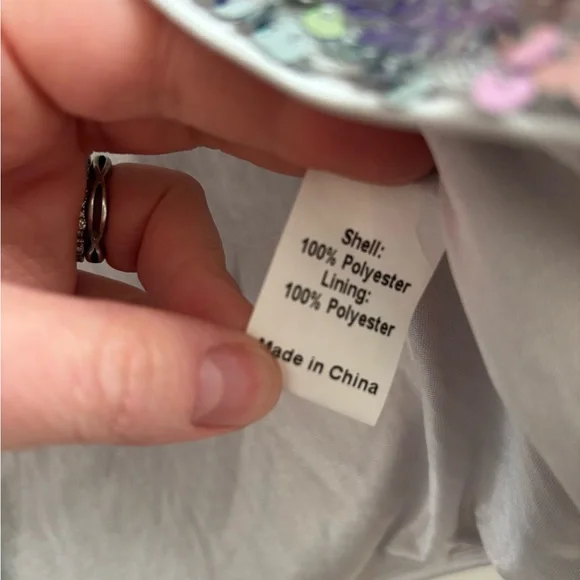 Shell:
100% Polyester
Lining:
100% Polyester
Made in China